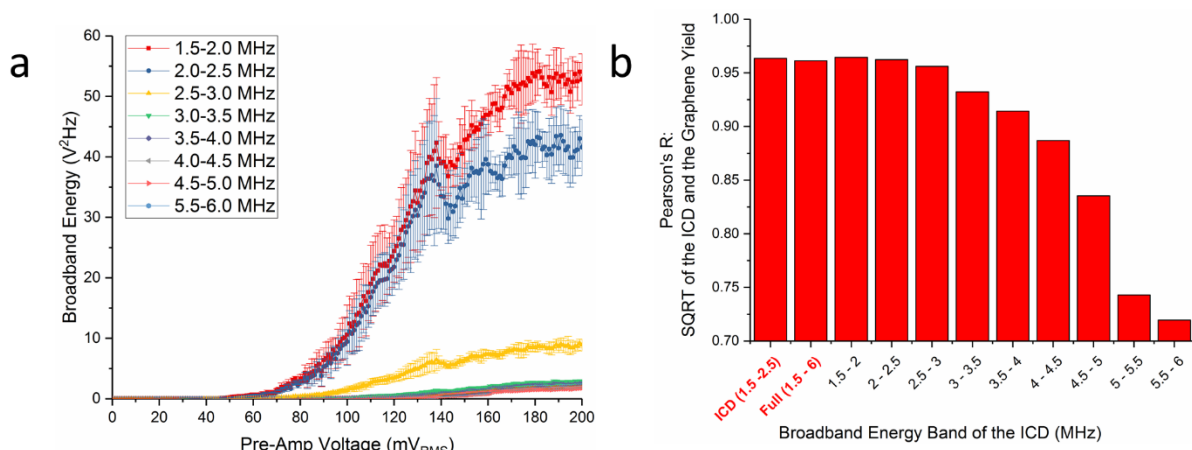 a
Broadband Energy (V²Hz)
60
50
40
30
20
10
0
1.5-2.0 MHz
2.0-2.5 MHz
2.5-3.0 MHz
3.0-3.5 MHz
3.5-4.0 MHz
4.0-4.5 MHz
4.5-5.0 MHz
5.5-6.0 MHz
0 20 40 60 80 100 120 140 160 180 200
Pre-Amp Voltage (mVRMS)
b
Pearson's R:
SQRT of the ICD and the Graphene Yield
1.00
0.95
0.90
0.85
0.80
0.75
0.70
ICD (1.5 -2.5)
Full (1.5 - 6)
1.5 - 2
2 - 2.5
2.5 - 3
3 - 3.5
3.5 - 4
4 - 4.5
4.5 - 5
5 - 5.5
5.5 - 6
Broadband Energy Band of the ICD (MHz)